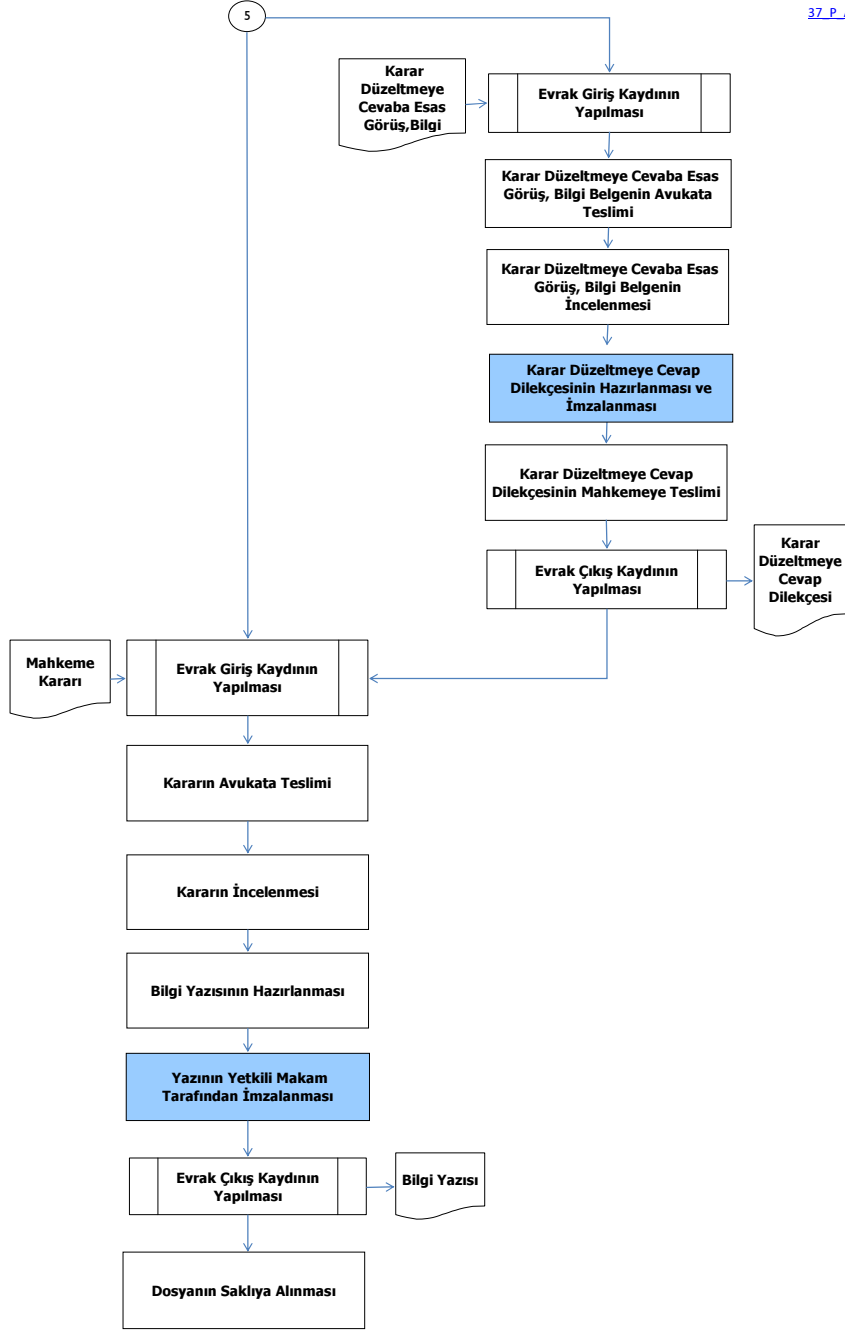 5
37_P_
Karar
Düzeltmeye
Cevaba Esas
Görüş,Bilgi
Evrak Giriş Kaydının
Yapılması
Karar Düzeltmeye Cevaba Esas
Görüş, Bilgi Belgenin Avukata
Teslimi
Karar Düzeltmeye Cevaba Esas
Görüş, Bilgi Belgenin
İncelenmesi
Karar Düzeltmeye Cevap
Dilekçesinin Hazırlanması ve
İmzalanması
Karar Düzeltmeye Cevap
Dilekçesinin Mahkemeye Teslimi
Evrak Çıkış Kaydının
Yapılması
Karar
Düzeltmeye
Cevap
Dilekçesi
Mahkeme
Kararı
Evrak Giriş Kaydının
Yapılması
Kararın Avukata Teslimi
Kararın İncelenmesi
Bilgi Yazısının Hazırlanması
Yazının Yetkili Makam
Tarafından İmzalanması
Evrak Çıkış Kaydının
Yapılması
Bilgi Yazısı
Dosyanın Saklıya Alınması